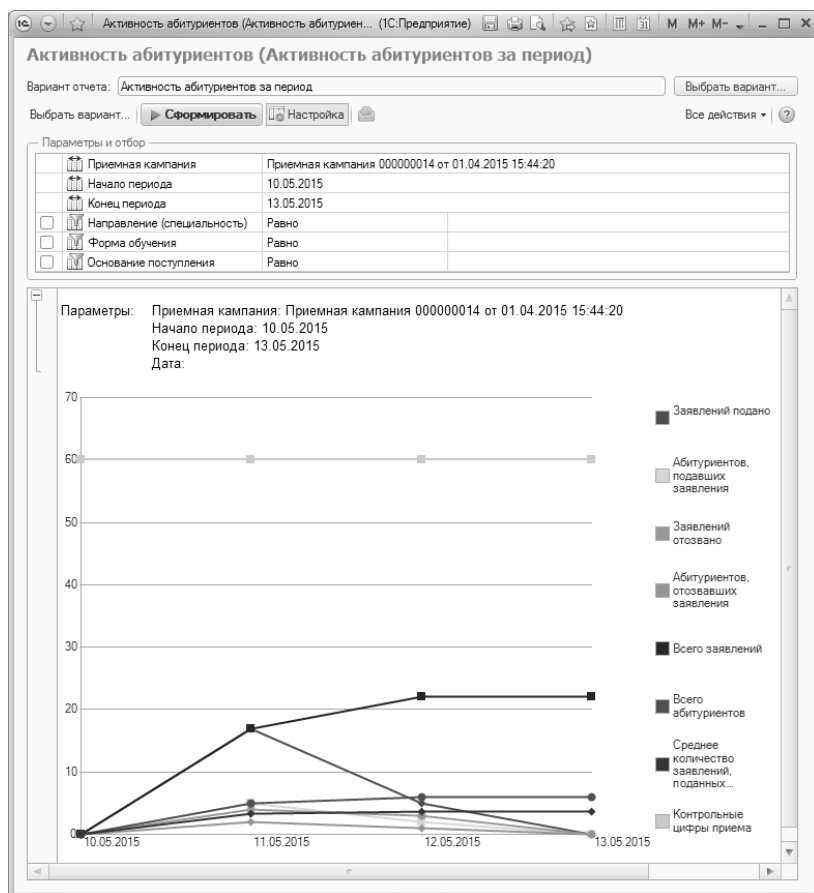 Активность абитуриентов (Активность абитуриен... (1С:Предприятие) M M+ M-
Активность абитуриентов (Активность абитуриентов за период)
Вариант отчета: Активность абитуриентов за период Выбрать вариант...
Выбрать вариант... Сформировать Настройка Все действия ?
Параметры и отбор
Приемная кампания Приемная кампания 000000014 от 01.04.2015 15:44:20
Начало периода 10.05.2015
Конец периода 13.05.2015
Направление (специальность) Равно
Форма обучения Равно
Основание поступления Равно
Параметры: Приемная кампания: Приемная кампания 000000014 от 01.04.2015 15:44:20
Начало периода: 10.05.2015
Конец периода: 13.05.2015
Дата:
70
60
50
40
30
20
10
0
10.05.2015 11.05.2015 12.05.2015 13.05.2015
Заявлений подано
Абитуриентов,
подавших
заявления
Заявлений
отозвано
Абитуриентов,
отозвавших
заявления
Всего заявлений
Всего
абитуриентов
Среднее
количество
заявлений,
поданных...
Контрольные
цифры приема